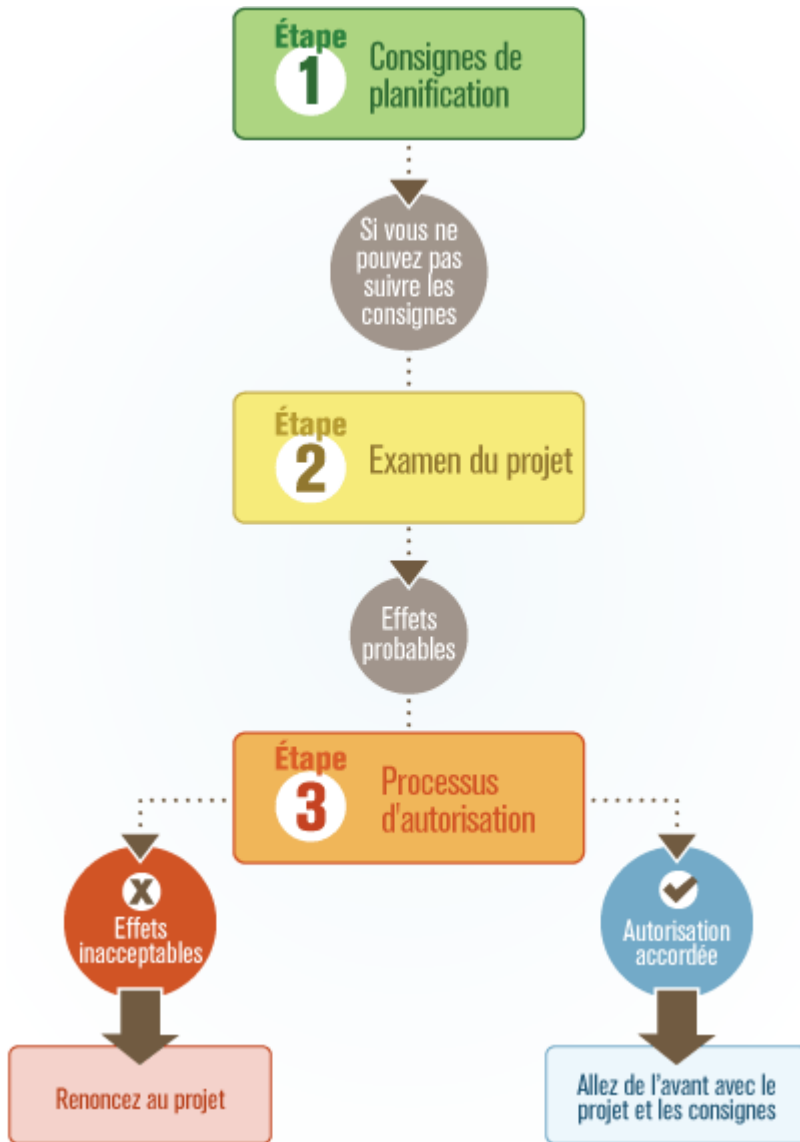 Étape
1
Consignes de
planification
Si vous ne
pouvez pas
suivre les
consignes
Étape
2
Examen du projet
Effets
probables
Étape
3
Processus
d'autorisation
X
Effets
inacceptables
Autorisation
accordée
Renoncez au projet
Allez de l'avant avec le
projet et les consignes